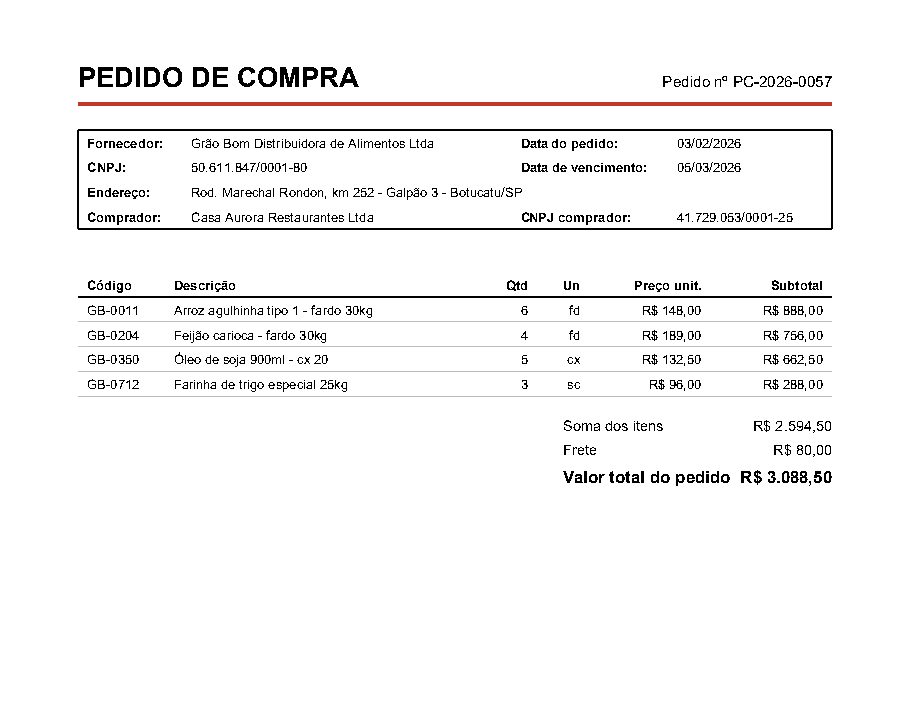 PEDIDO DE COMPRA Pedido nº PC-2026-0057
Fornecedor: Grão Bom Distribuidora de Alimentos Ltda Data do pedido: 03/02/2026
CNPJ: 50.611.847/0001-80 Data de vencimento: 05/03/2026
Endereço: Rod. Marechal Rondon, km 252 - Galpão 3 - Botucatu/SP
Comprador: Casa Aurora Restaurantes Ltda CNPJ comprador: 41.729.053/0001-25
Código Descrição Qtd Un Preço unit. Subtotal
GB-0011 Arroz agulhinha tipo 1 - fardo 30kg 6 fd R$ 148,00 R$ 888,00
GB-0204 Feijão carioca - fardo 30kg 4 fd R$ 189,00 R$ 756,00
GB-0350 Óleo de soja 900ml - cx 20 5 cx R$ 132,50 R$ 662,50
GB-0712 Farinha de trigo especial 25kg 3 sc R$ 96,00 R$ 288,00
Soma dos itens R$ 2.594,50
Frete R$ 80,00
Valor total do pedido R$ 3.088,50